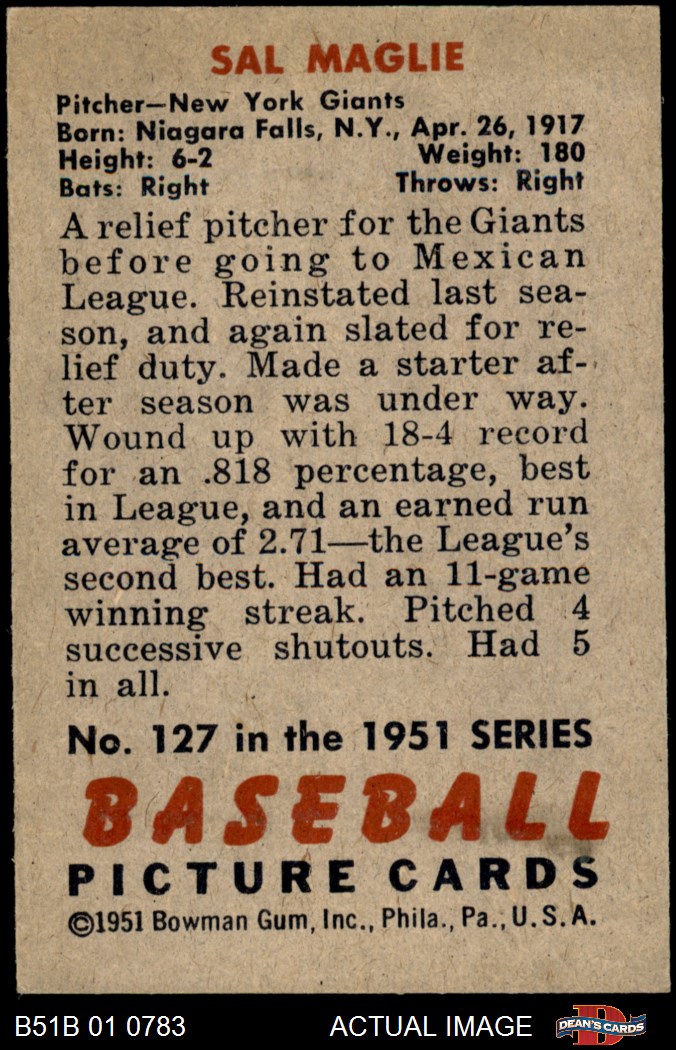 SAL MAGLIE
Pitcher—New York Giants
Born: Niagara Falls, N.Y., Apr. 26, 1917
Height: 6-2 Weight: 180
Bats: Right Throws: Right
A relief pitcher for the Giants
before going to Mexican
League. Reinstated last sea-
son, and again slated for re-
lief duty. Made a starter af-
ter season was under way.
Wound up with 18-4 record
for an .818 percentage, best
in League, and an earned run
average of 2.71—the League's
second best. Had an 11-game
winning streak. Pitched 4
successive shutouts. Had 5
in all.
No. 127 in the 1951 SERIES
BASEBALL
PICTURE CARDS
©1951 Bowman Gum, Inc., Phila., Pa., U.S.A.
B51B 01 0783 ACTUAL IMAGE D DEAN'S CARDS